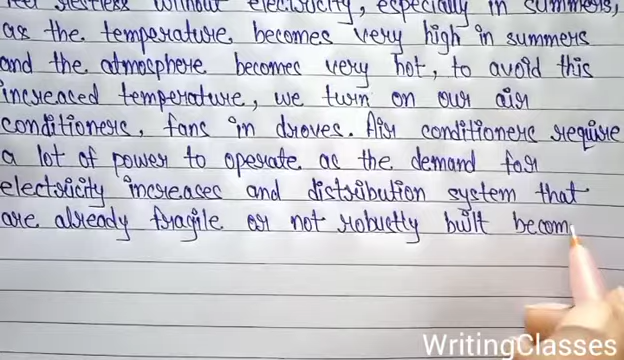 feel restless without electricity, especially in summers,
as the temperature becomes very high in summers
and the atmosphere becomes very hot, to avoid this
increased temperature, we turn on our air
conditioners, fans in droves. Air conditioners require
a lot of power to operate as the demand for
electricity increases and distribution system that
are already fragile or not robustly built becom
WritingClasses